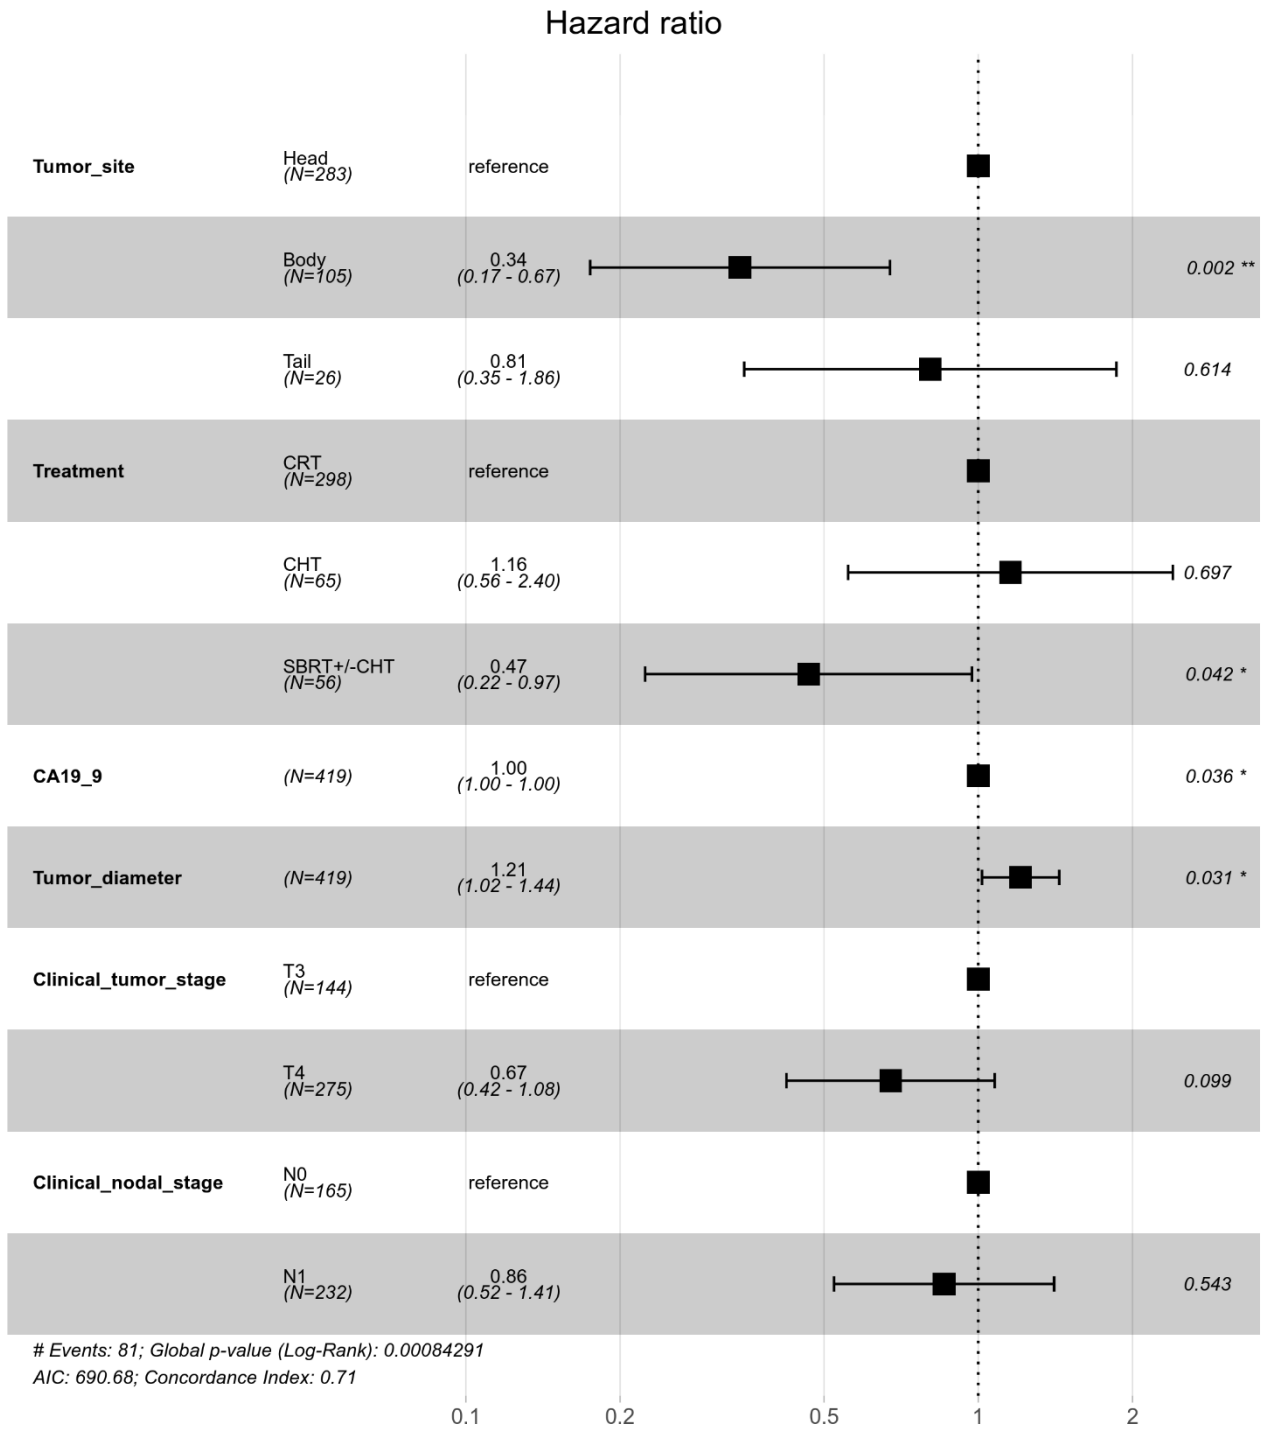 Hazard ratio
Tumor_site Head reference
(N=283)
Body 0.34 0.002 **
(N=105) (0.17 - 0.67)
Tail 0.81 0.614
(N=26) (0.35 - 1.86)
Treatment CRT reference
(N=298)
CHT 1.16 0.697
(N=65) (0.56 - 2.40)
SBRT+/-CHT 0.47 0.042 *
(N=56) (0.22 - 0.97)
CA19_9 (N=419) 1.00 0.036 *
(1.00 - 1.00)
Tumor_diameter (N=419) 1.21 0.031 *
(1.02 - 1.44)
Clinical_tumor_stage T3 reference
(N=144)
T4 0.67 0.099
(N=275) (0.42 - 1.08)
Clinical_nodal_stage N0 reference
(N=165)
N1 0.86 0.543
(N=232) (0.52 - 1.41)
# Events: 81; Global p-value (Log-Rank): 0.00084291
AIC: 690.68; Concordance Index: 0.71
0.1 0.2 0.5 1 2